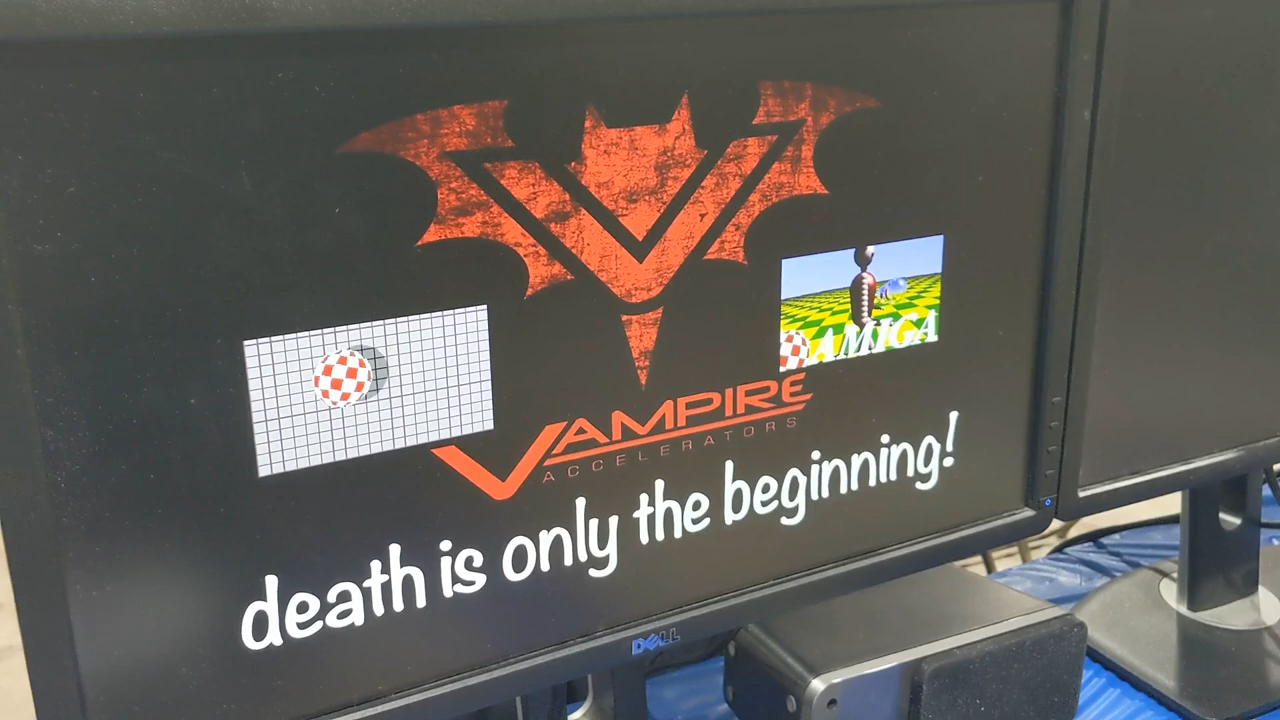 AMIGA
VAMPIRE
ACCELERATORS
death is only the beginning!
DELL